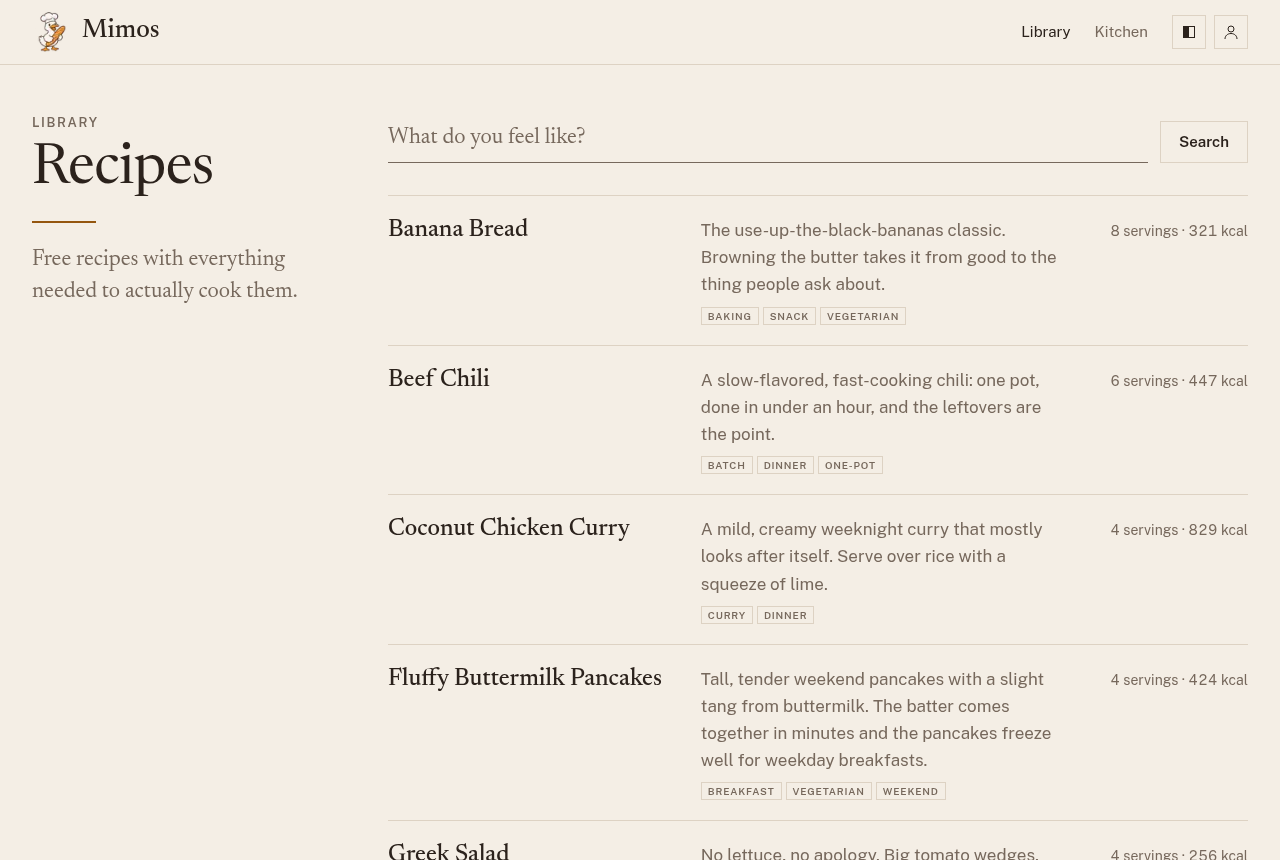 Mimos
Library
Kitchen
LIBRARY
Recipes
Free recipes with everything
needed to actually cook them.
What do you feel like?
Search
Banana Bread
The use-up-the-black-bananas classic.
Browning the butter takes it from good to the
thing people ask about.
BAKING
SNACK
VEGETARIAN
8 servings · 321 kcal
Beef Chili
A slow-flavored, fast-cooking chili: one pot,
done in under an hour, and the leftovers are
the point.
BATCH
DINNER
ONE-POT
6 servings · 447 kcal
Coconut Chicken Curry
A mild, creamy weeknight curry that mostly
looks after itself. Serve over rice with a
squeeze of lime.
CURRY
DINNER
4 servings · 829 kcal
Fluffy Buttermilk Pancakes
Tall, tender weekend pancakes with a slight
tang from buttermilk. The batter comes
together in minutes and the pancakes freeze
well for weekday breakfasts.
BREAKFAST
VEGETARIAN
WEEKEND
4 servings · 424 kcal
Greek Salad
No lettuce, no apology. Big tomato wedges,
4 servings · 256 kcal